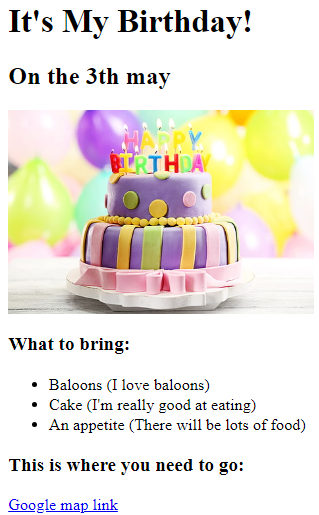 It's My Birthday!
On the 3th may
HAPPY
BIRTHDAY
What to bring:
Baloons (I love baloons)
Cake (I'm really good at eating)
An appetite (There will be lots of food)
This is where you need to go:
Google map link